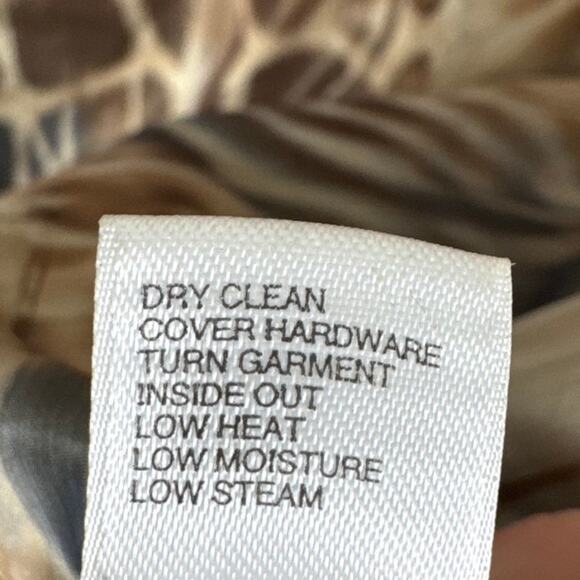 DRY CLEAN
COVER HARDWARE
TURN GARMENT
INSIDE OUT
LOW HEAT
LOW MOISTURE
LOW STEAM